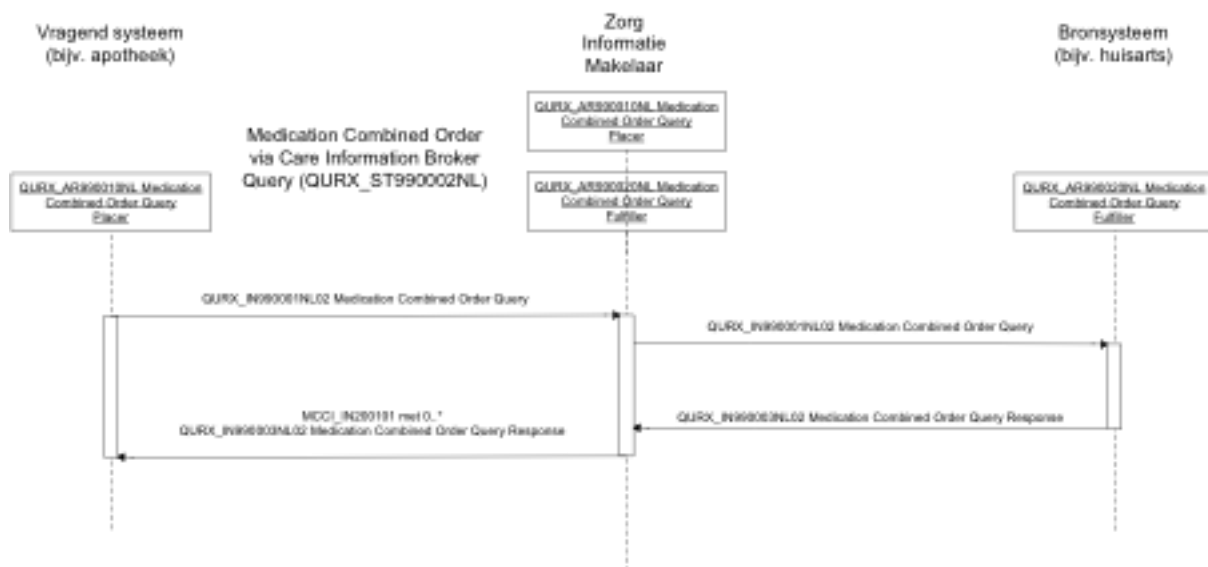 Vragend systeem
(bijv. apotheek)
Zorg
Informatie
Makelaar
Bronsysteem
(bijv. huisarts)
Medication Combined Order
via Care Information Broker
Query (QURX_ST990002NL)
QURX_AR990010NL Medication
Combined Order Query
Placer
QURX_AR990010NL Medication
Combined Order Query
Placer
QURX_AR990020NL Medication
Combined Order Query
Fulfiller
QURX_AR990020NL Medication
Combined Order Query
Fulfiller
QURX_IN990001NL02 Medication Combined Order Query
QURX_IN990001NL02 Medication Combined Order Query
MCCI_IN200101 met 0..*
QURX_IN990003NL02 Medication Combined Order Query Response
QURX_IN990003NL02 Medication Combined Order Query Response